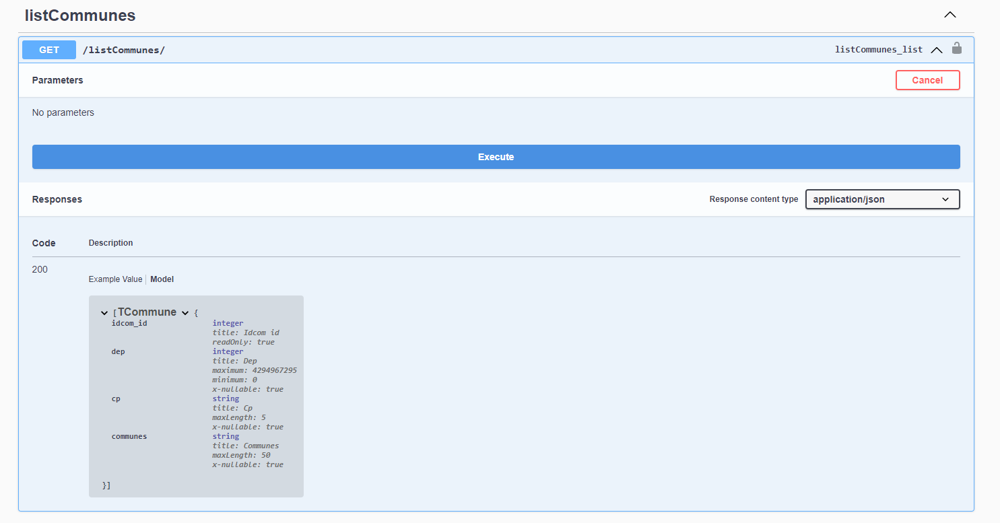 listCommunes
GET /listCommunes/ listCommunes_list
Parameters Cancel
No parameters
Execute
Responses Response content type application/json
Code Description
200
Example Value Model
[TCommune {
idcom_id integer
title: Idcom id
readOnly: true
dep integer
title: Dep
maximum: 4294967295
minimum: 0
x-nullable: true
cp string
title: Cp
maxLength: 5
x-nullable: true
communes string
title: Communes
maxLength: 50
x-nullable: true
}]